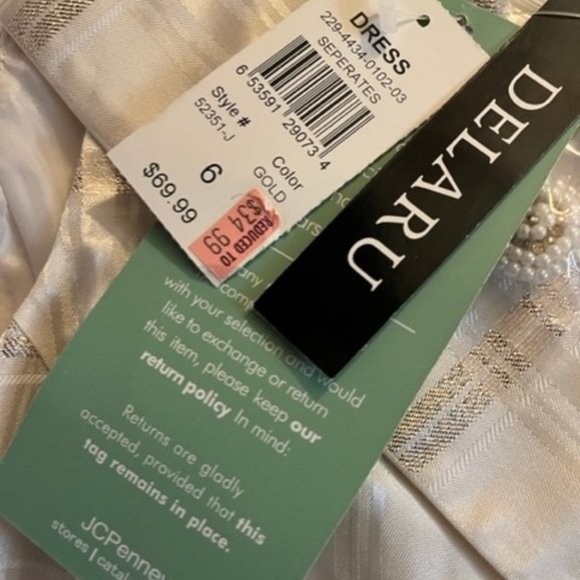 DRESS
229-4434-0102-03
SEPERATES
6 53591 29073 4
Style #
52351-J
Color
GOLD
6
$69.99
REDUCED TO
$34.99
DELARU
with your selection and would
like to exchange or return
this item, please keep our
return policy In mind:
Returns are gladly
accepted, provided that this
tag remains in place.
JCPenney
stores | catal